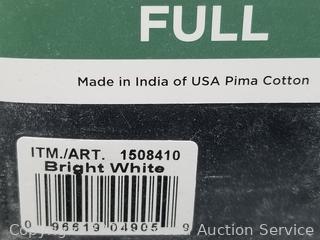 FULL
Made in India of USA Pima Cotton
ITM./ART. 1508410
Bright White
0 96619 04905 9
Auction Service